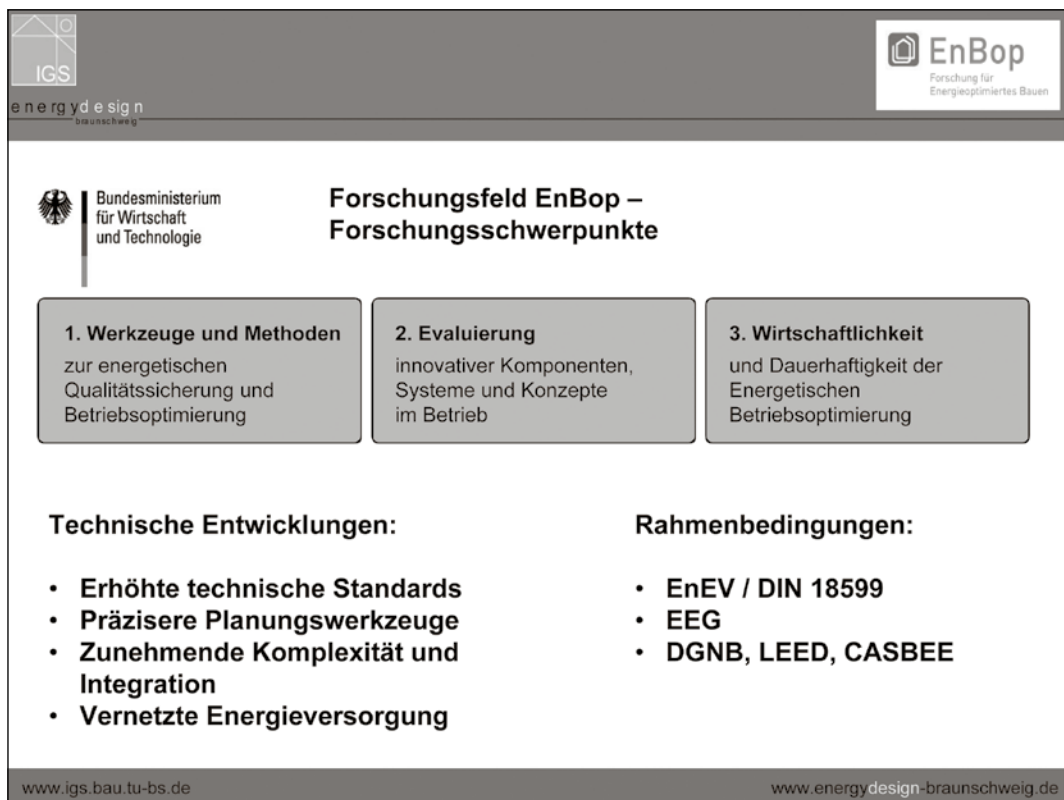 IGS
energydesign
braunschweig
EnBop
Forschung für
Energieoptimiertes Bauen
Bundesministerium
für Wirtschaft
und Technologie
Forschungsfeld EnBop –
Forschungsschwerpunkte
1. Werkzeuge und Methoden
zur energetischen
Qualitätssicherung und
Betriebsoptimierung
2. Evaluierung
innovativer Komponenten,
Systeme und Konzepte
im Betrieb
3. Wirtschaftlichkeit
und Dauerhaftigkeit der
Energetischen
Betriebsoptimierung
Technische Entwicklungen:
• Erhöhte technische Standards
• Präzisere Planungswerkzeuge
• Zunehmende Komplexität und
Integration
• Vernetzte Energieversorgung
Rahmenbedingungen:
• EnEV / DIN 18599
• EEG
• DGNB, LEED, CASBEE
www.igs.bau.tu-bs.de
www.energydesign-braunschweig.de